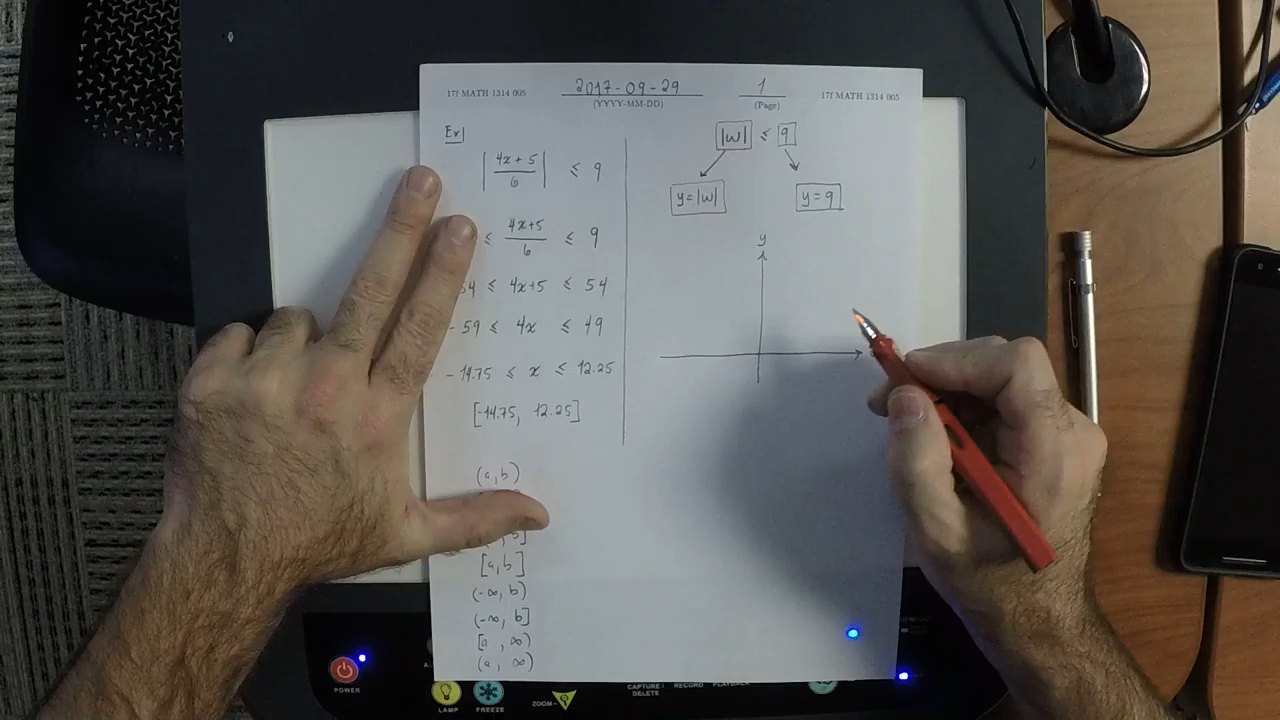 17f MATH 1314 005
2017-09-29
(YYYY-MM-DD)
1
(Page)
17f MATH 1314 005
Ex|
|(4x + 5)/6| ≤ 9
≤ (4x+5)/6 ≤ 9
54 ≤ 4x+5 ≤ 54
- 59 ≤ 4x ≤ 49
- 14.75 ≤ x ≤ 12.25
[-14.75, 12.25]
(a, b)
b]
[a, b]
(-∞, b)
(-∞, b]
[a, ∞)
(a, ∞)
|w| ≤ 9
y=|w|
y = 9
y
POWER
LAMP
FREEZE
ZOOM
CAPTURE /
DELETE
RECORD
PLAYBACK